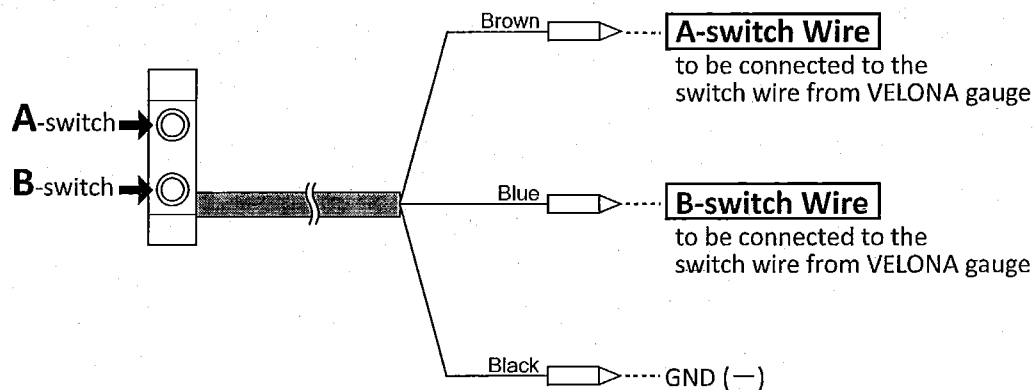 A-switch
B-switch
Brown
A-switch Wire
to be connected to the
switch wire from VELONA gauge
Blue
B-switch Wire
to be connected to the
switch wire from VELONA gauge
Black
GND (—)